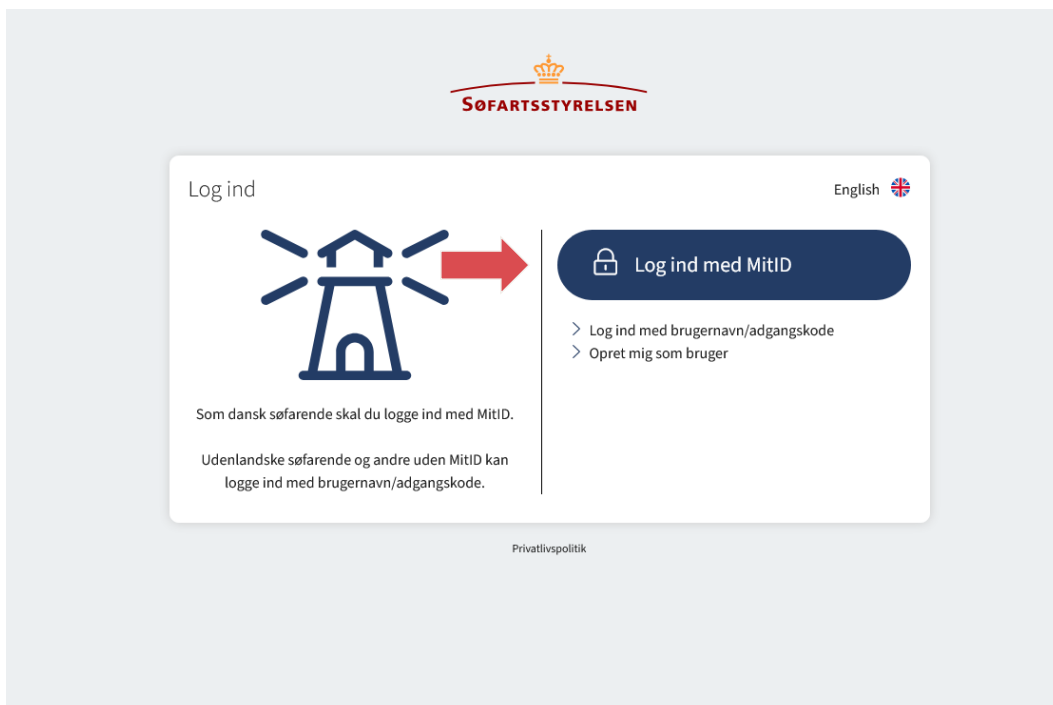 SØFARTSSTYRELSEN
Log ind
English
Log ind med MitID
Log ind med brugernavn/adgangskode
Opret mig som bruger
Som dansk søfarende skal du logge ind med MitID.
Udenlandske søfarende og andre uden MitID kan
logge ind med brugernavn/adgangskode.
Privatlivspolitik